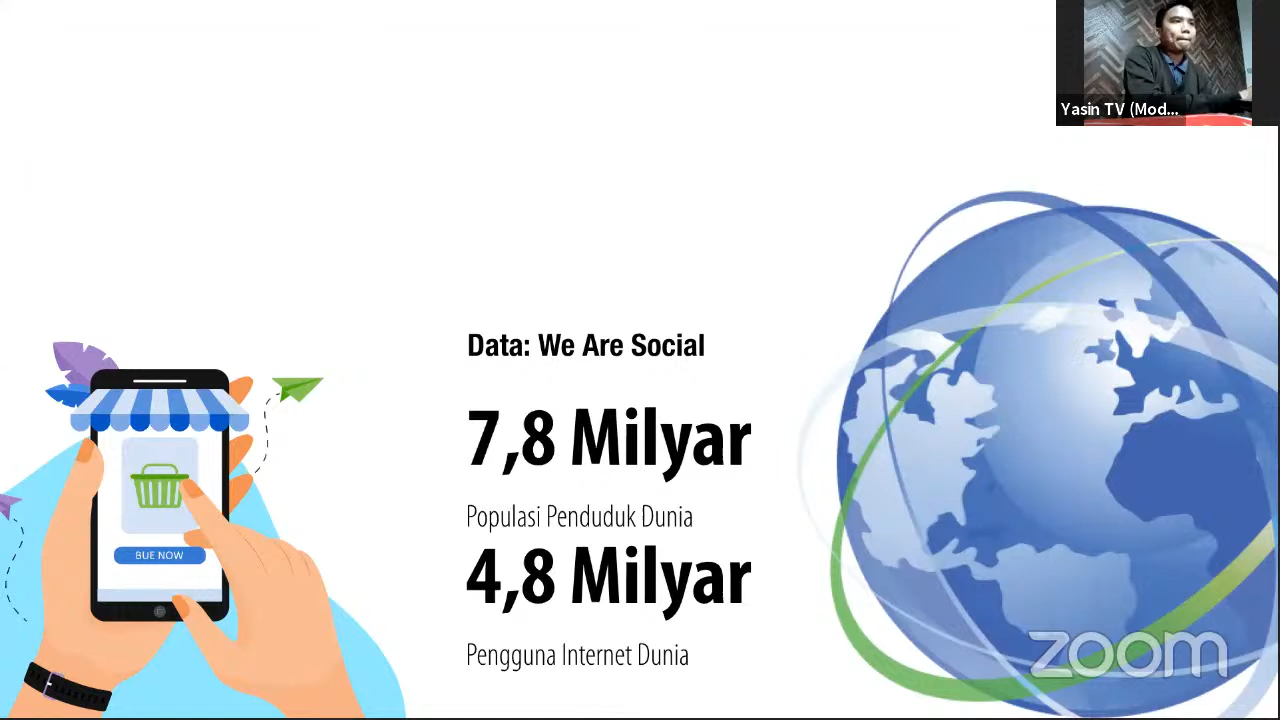 Yasin TV (Mod...
Data: We Are Social
7,8 Milyar
Populasi Penduduk Dunia
4,8 Milyar
Pengguna Internet Dunia
BUE NOW
zoom